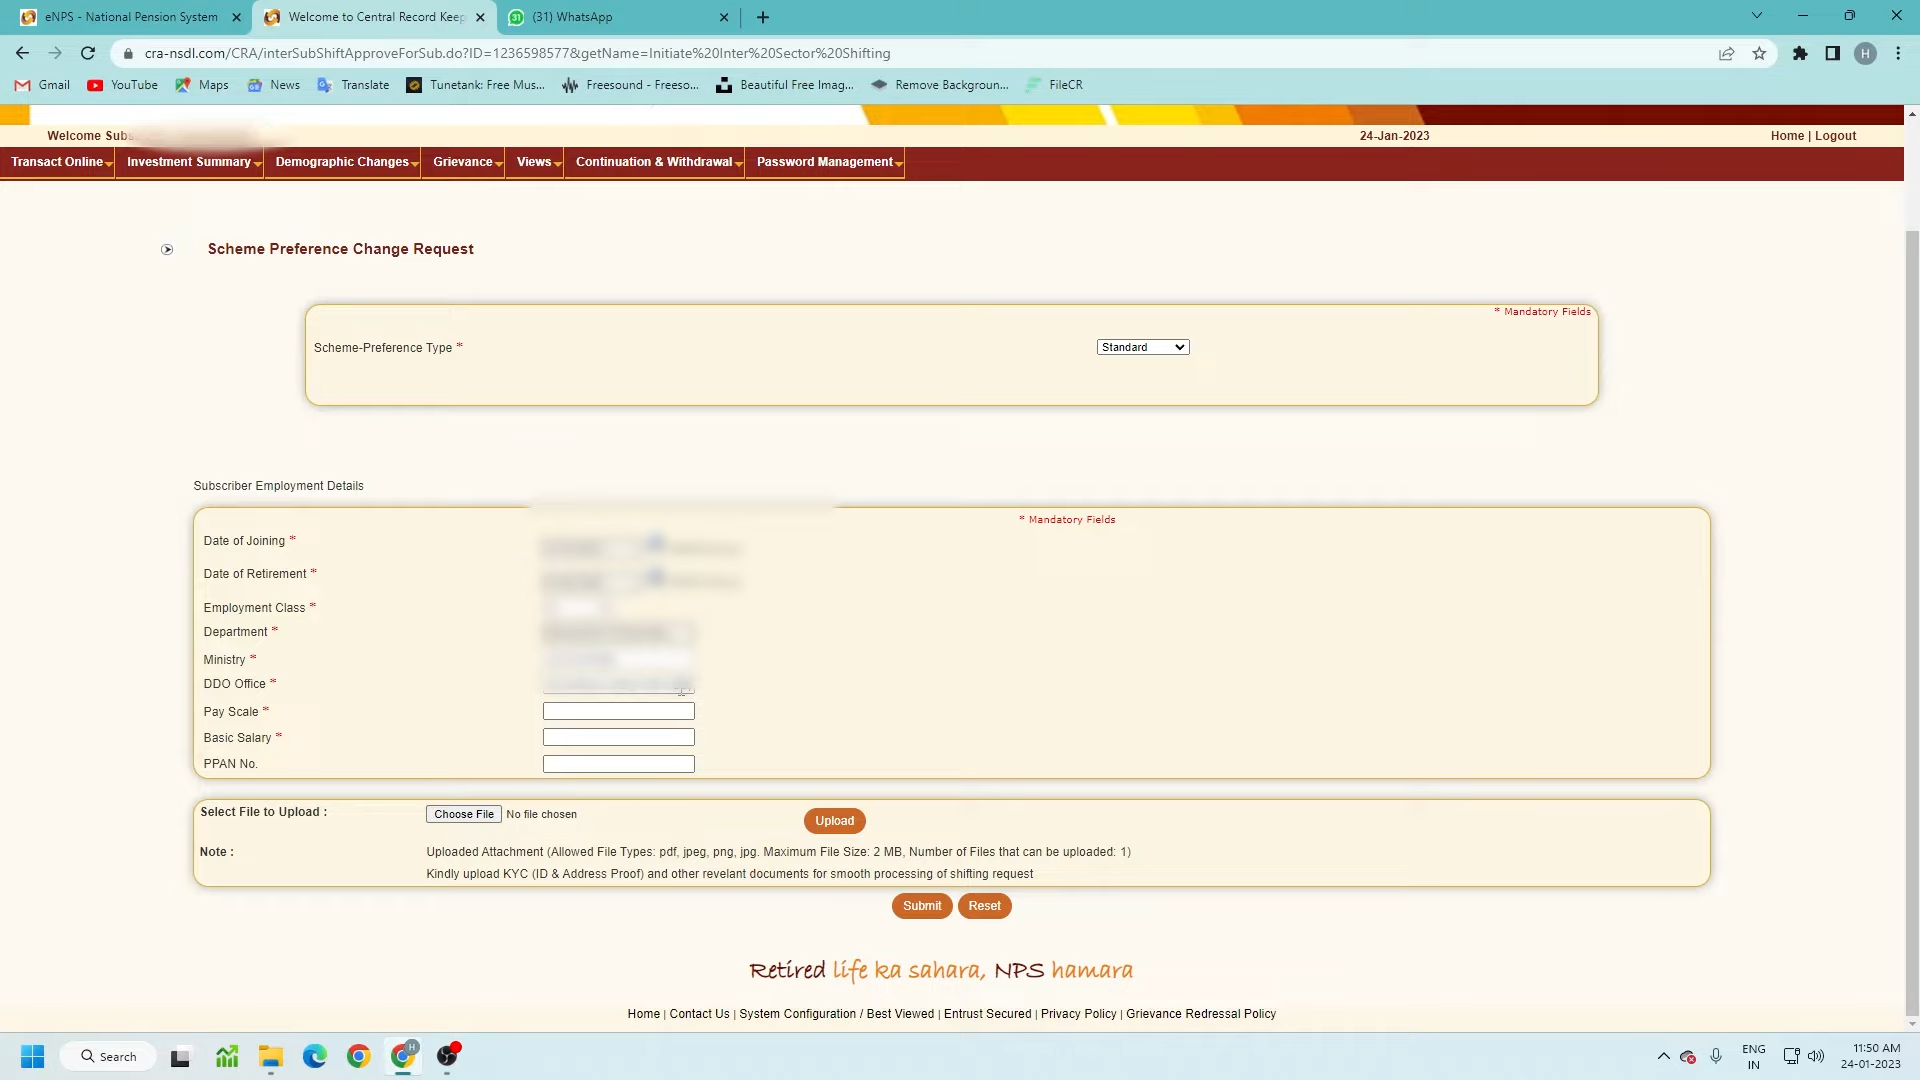 eNPS - National Pension System
Welcome to Central Record Keep
(31) WhatsApp
cra-nsdl.com/CRA/interSubShiftApproveForSub.do?ID=1236598577&getName=Initiate%20Inter%20Sector%20Shifting
H
Gmail
YouTube
Maps
News
Translate
Tunetank: Free Mus...
Freesound - Freeso...
Beautiful Free Imag...
Remove Backgroun...
FileCR
Welcome Subs
24-Jan-2023
Home | Logout
Transact Online
Investment Summary
Demographic Changes
Grievance
Views
Continuation & Withdrawal
Password Management
Scheme Preference Change Request
* Mandatory Fields
Scheme-Preference Type *
Standard
Subscriber Employment Details
* Mandatory Fields
Date of Joining *
Date of Retirement *
Employment Class *
Department *
Ministry *
DDO Office *
Pay Scale *
Basic Salary *
PPAN No.
Select File to Upload :
Choose File No file chosen
Upload
Note :
Uploaded Attachment (Allowed File Types: pdf, jpeg, png, jpg. Maximum File Size: 2 MB, Number of Files that can be uploaded: 1)
Kindly upload KYC (ID & Address Proof) and other revelant documents for smooth processing of shifting request
Submit
Reset
Retired life ka sahara, NPS hamara
Home | Contact Us | System Configuration / Best Viewed | Entrust Secured | Privacy Policy | Grievance Redressal Policy
Search
H
ENG
IN
11:50 AM
24-01-2023